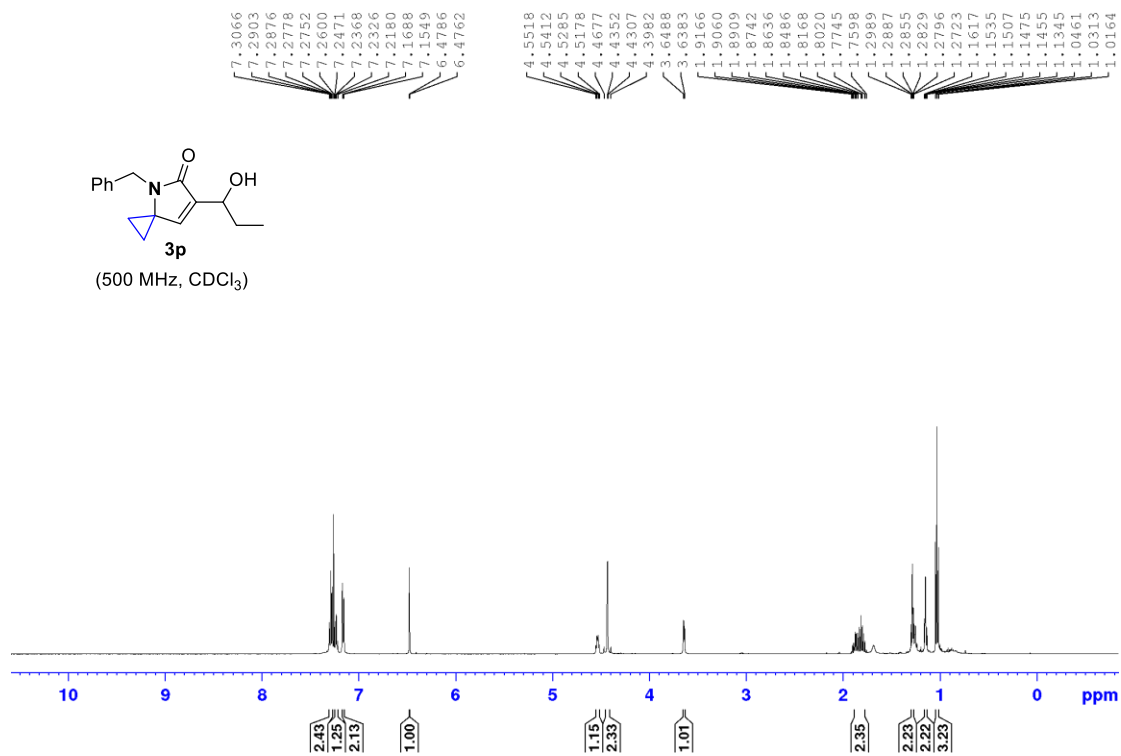 7.3066 7.2903 7.2876 7.2778 7.2752 7.2600 7.2471 7.2368 7.2326 7.2180 7.1688 7.1549 6.4786 6.4762 4.5518 4.5412 4.5285 4.5178 4.4677 4.4352 4.4307 4.3982 3.6488 3.6383 1.9166 1.9060 1.8909 1.8742 1.8636 1.8486 1.8168 1.8020 1.7745 1.7598 1.2989 1.2887 1.2855 1.2829 1.2796 1.2723 1.1617 1.1535 1.1507 1.1475 1.1455 1.1345 1.0461 1.0313 1.0164
O
Ph N OH
3p
(500 MHz, CDCl3)
10 9 8 7 6 5 4 3 2 1 0 ppm
2.43 1.25 2.13 1.00 1.15 2.33 1.01 2.35 2.23 2.22 3.23